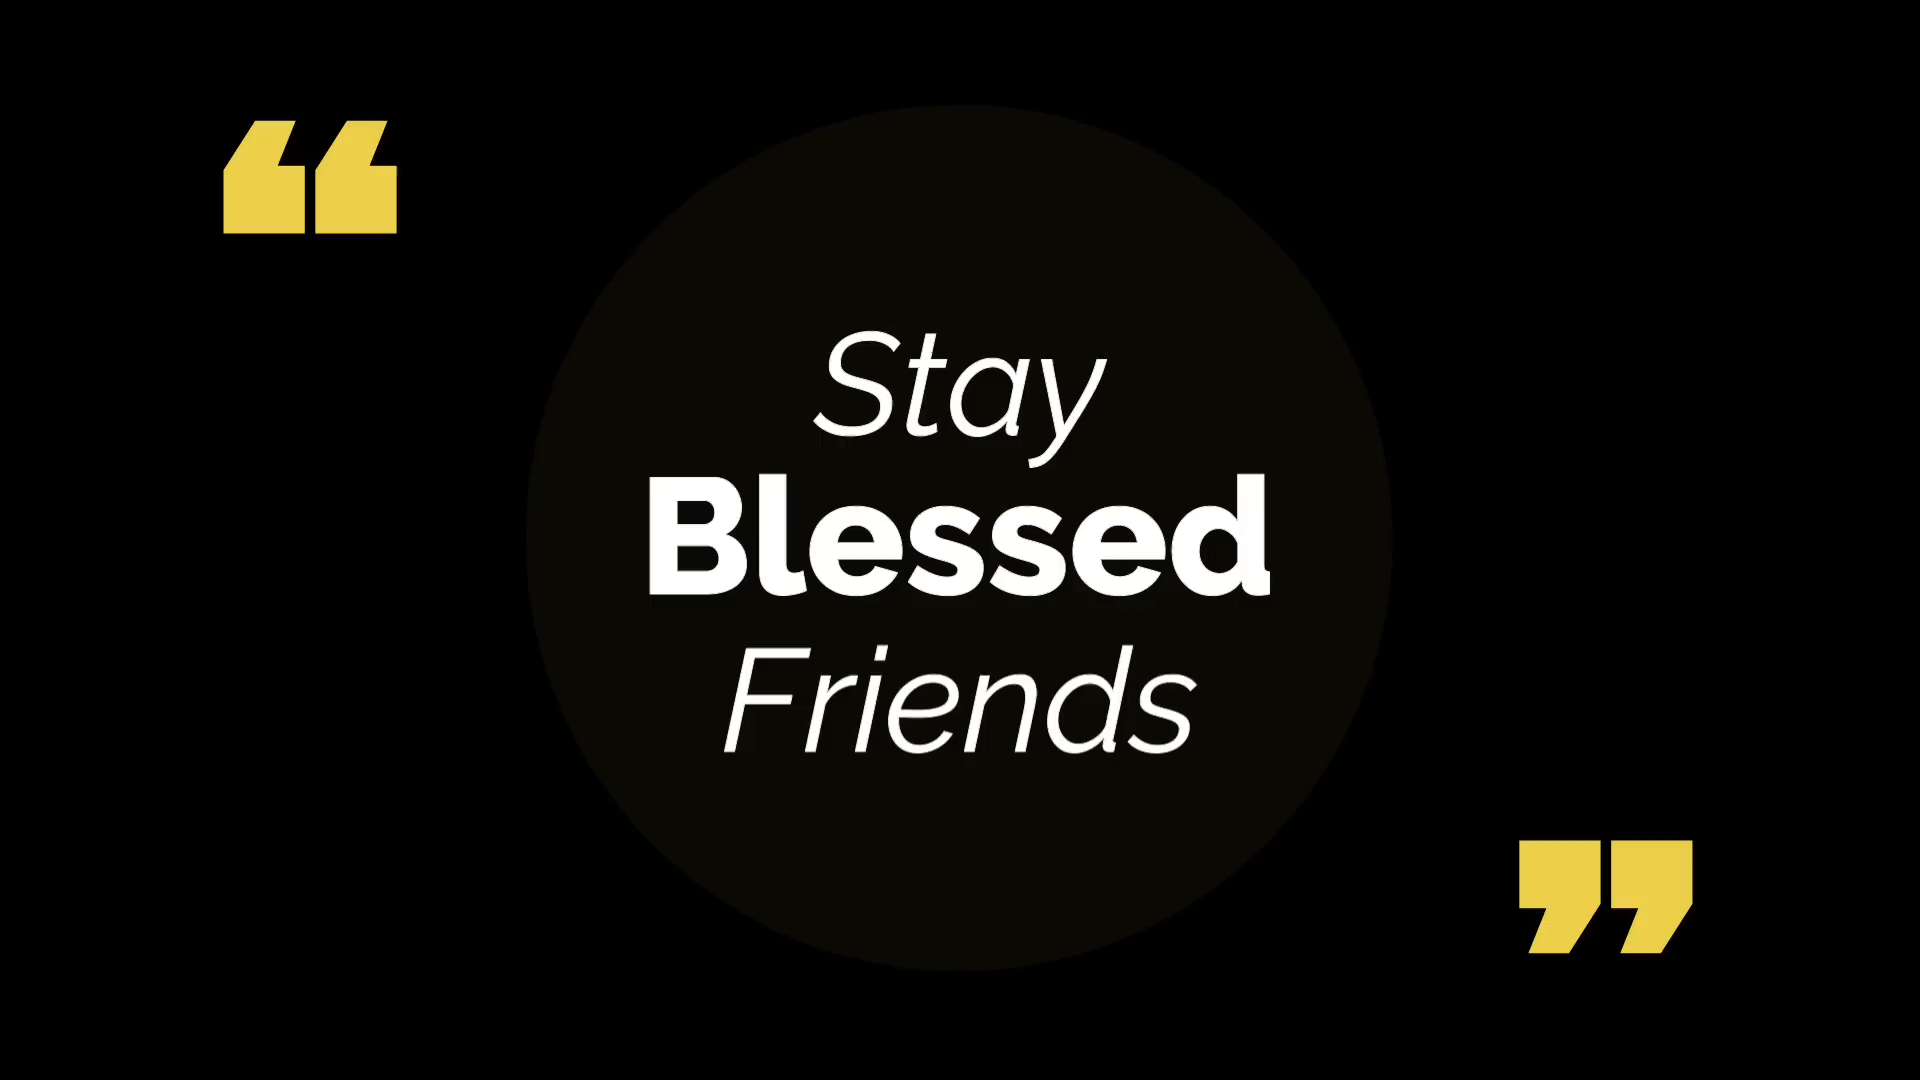 “
Stay
Blessed
Friends
”